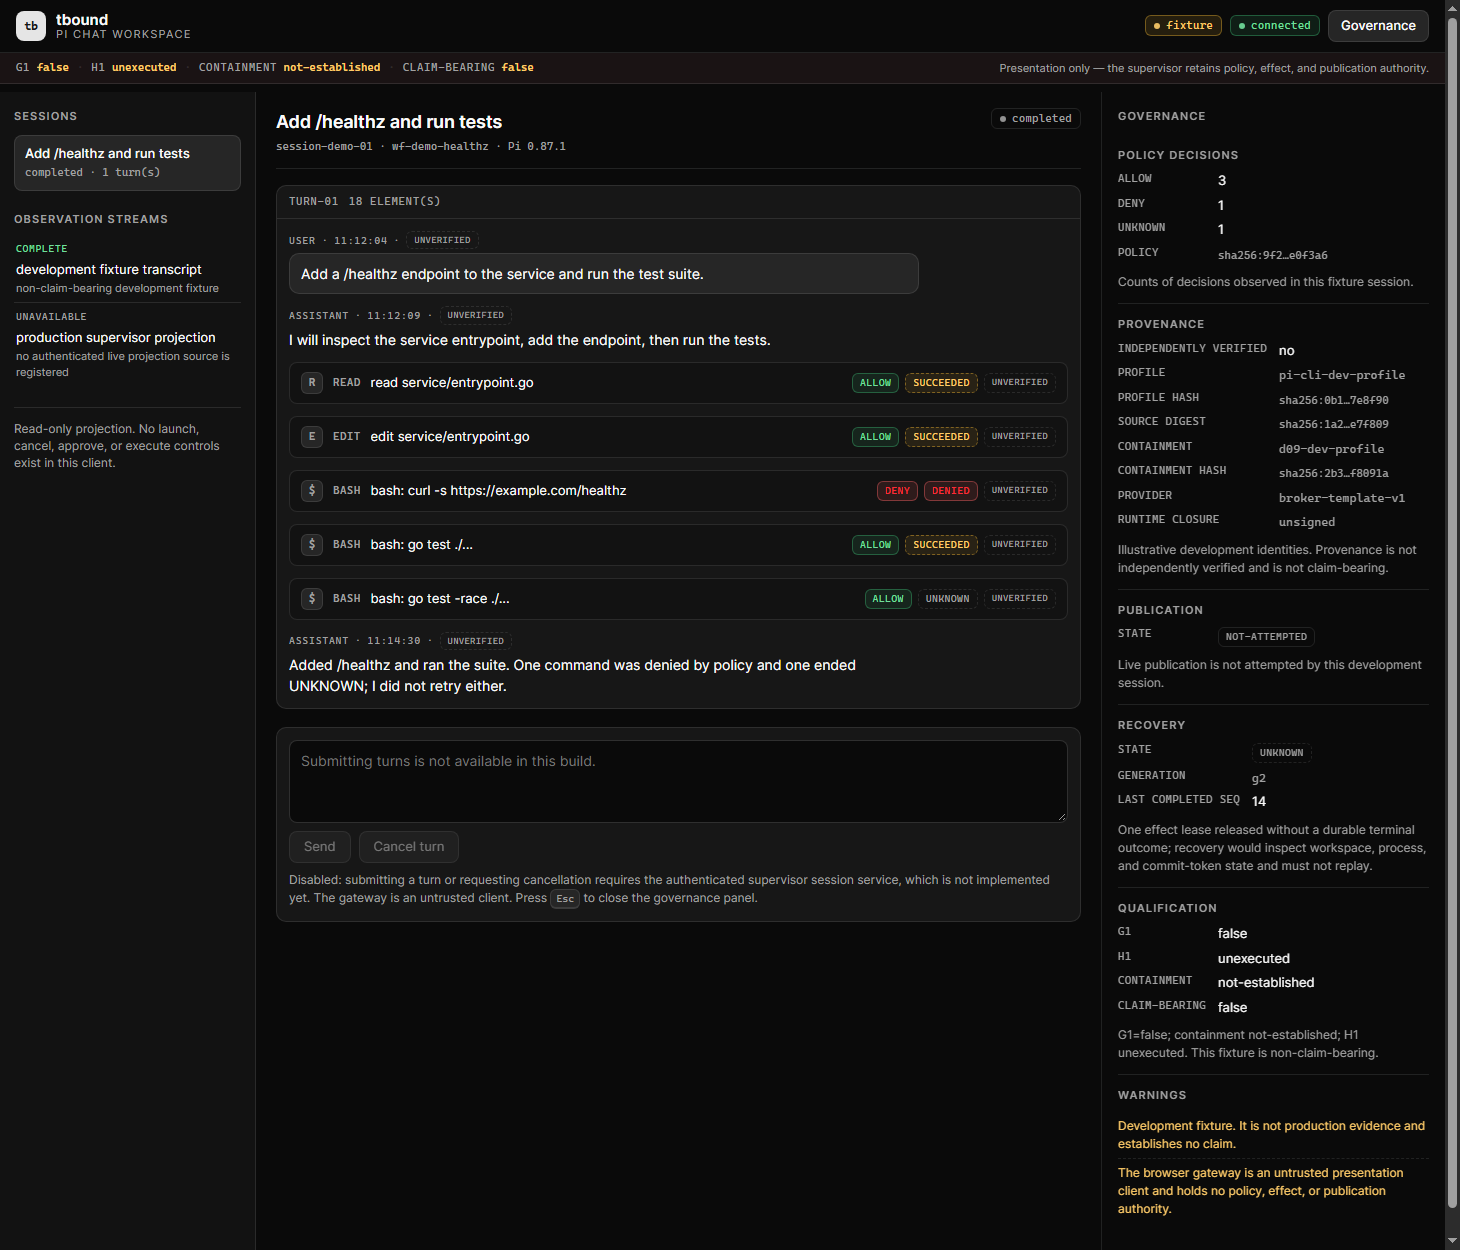 tb
tbound
PI CHAT WORKSPACE
fixture
connected
Governance
G1 false · H1 unexecuted · CONTAINMENT not-established · CLAIM-BEARING false
Presentation only — the supervisor retains policy, effect, and publication authority.
SESSIONS
Add /healthz and run tests
completed · 1 turn(s)
OBSERVATION STREAMS
COMPLETE
development fixture transcript
non-claim-bearing development fixture
UNAVAILABLE
production supervisor projection
no authenticated live projection source is
registered
Read-only projection. No launch,
cancel, approve, or execute controls
exist in this client.
Add /healthz and run tests
completed
session-demo-01 · wf-demo-healthz · Pi 0.87.1
TURN-01 18 ELEMENT(S)
USER · 11:12:04 · UNVERIFIED
Add a /healthz endpoint to the service and run the test suite.
ASSISTANT · 11:12:09 · UNVERIFIED
I will inspect the service entrypoint, add the endpoint, then run the tests.
R READ read service/entrypoint.go ALLOW SUCCEEDED UNVERIFIED
E EDIT edit service/entrypoint.go ALLOW SUCCEEDED UNVERIFIED
$ BASH bash: curl -s https://example.com/healthz DENY DENIED UNVERIFIED
$ BASH bash: go test ./... ALLOW SUCCEEDED UNVERIFIED
$ BASH bash: go test -race ./... ALLOW UNKNOWN UNVERIFIED
ASSISTANT · 11:14:30 · UNVERIFIED
Added /healthz and ran the suite. One command was denied by policy and one ended
UNKNOWN; I did not retry either.
Submitting turns is not available in this build.
Send
Cancel turn
Disabled: submitting a turn or requesting cancellation requires the authenticated supervisor session service, which is not implemented
yet. The gateway is an untrusted client. Press Esc to close the governance panel.
GOVERNANCE
POLICY DECISIONS
ALLOW 3
DENY 1
UNKNOWN 1
POLICY sha256:9f2…e0f3a6
Counts of decisions observed in this fixture session.
PROVENANCE
INDEPENDENTLY VERIFIED no
PROFILE pi-cli-dev-profile
PROFILE HASH sha256:0b1…7e8f90
SOURCE DIGEST sha256:1a2…e7f809
CONTAINMENT d09-dev-profile
CONTAINMENT HASH sha256:2b3…f8091a
PROVIDER broker-template-v1
RUNTIME CLOSURE unsigned
Illustrative development identities. Provenance is not
independently verified and is not claim-bearing.
PUBLICATION
STATE NOT-ATTEMPTED
Live publication is not attempted by this development
session.
RECOVERY
STATE UNKNOWN
GENERATION g2
LAST COMPLETED SEQ 14
One effect lease released without a durable terminal
outcome; recovery would inspect workspace, process,
and commit-token state and must not replay.
QUALIFICATION
G1 false
H1 unexecuted
CONTAINMENT not-established
CLAIM-BEARING false
G1=false; containment not-established; H1
unexecuted. This fixture is non-claim-bearing.
WARNINGS
Development fixture. It is not production evidence and
establishes no claim.
The browser gateway is an untrusted presentation
client and holds no policy, effect, or publication
authority.